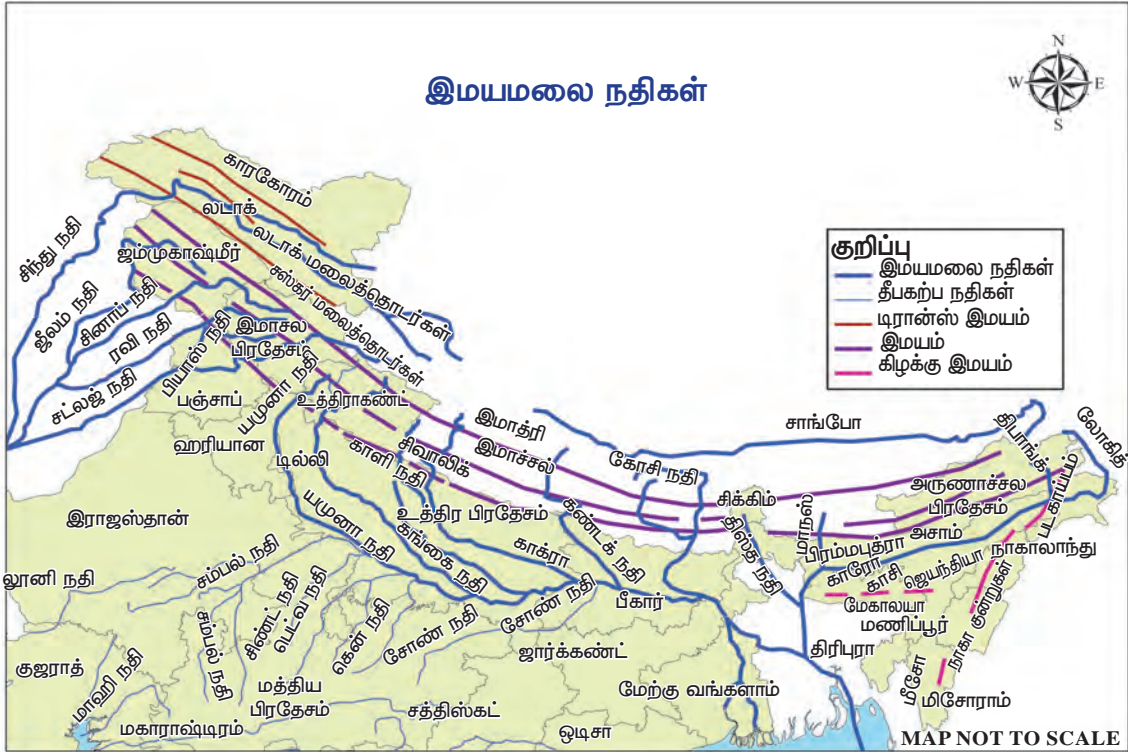 இமயமலை நதிகள்
N
W E
S
காரகோரம்
லடாக்
லடாக் மலைத்தொடர்கள்
ஜம்முகாஷ்மீர்
சஸ்கர் மலைத்தொடர்கள்
சிந்து நதி
ஜீலம் நதி
சினாப் நதி
ரவி நதி
பியாஸ் நதி
சட்லஜ் நதி
இமாசல
பிரதேசம்
பஞ்சாப்
யமுனா நதி
உத்திராகண்ட்
ஹரியான
டில்லி
இராஜஸ்தான்
குறிப்பு
இமயமலை நதிகள்
தீபகற்ப நதிகள்
டிரான்ஸ் இமயம்
இமயம்
கிழக்கு இமயம்
இமாத்ரி
இமாச்சல்
சிவாலிக்
காளி நதி
கோசி நதி
சாங்போ
திபாங்க்
லோகித்
சிக்கிம்
மாநஸ்
அருணாச்சல
பிரதேசம்
படகாய்பும்
அசாம்
பிரம்மபுத்ரா
நாகாலாந்து
யமுனா நதி
கங்கை நதி
உத்திர பிரதேசம்
காக்ரா
கண்டக் நதி
திஸ்த நதி
காரோ
காசி
ஜெயந்தியா
மேகாலயா
மணிப்பூர்
நாகா குன்றுகள்
லூனி நதி
சம்பல் நதி
சம்பல் நதி
சிண்ட் நதி
பெட்வ நதி
கென் நதி
சோண் நதி
சோண் நதி
பீகார்
ஜார்க்கண்ட்
திரிபுரா
மீசோ
மிசோராம்
குஜராத்
மாஹி நதி
மத்திய
பிரதேசம்
மகாராஷ்டிரம்
சத்திஸ்கட்
ஒடிசா
மேற்கு வங்களாம்
MAP NOT TO SCALE